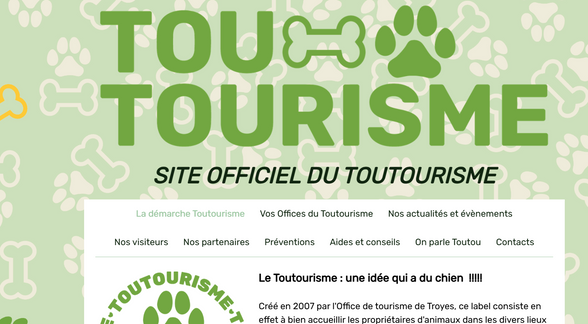 TOU
TOURISME
SITE OFFICIEL DU TOUTOURISME
La démarche Toutourisme Vos Offices du Toutourisme Nos actualités et évènements
Nos visiteurs Nos partenaires Préventions Aides et conseils On parle Toutou Contacts
TOUTOURISME
Le Toutourisme : une idée qui a du chien !!!!!
Créé en 2007 par l'Office de tourisme de Troyes, ce label consiste en
effet à bien accueillir les propriétaires d'animaux dans les divers lieux